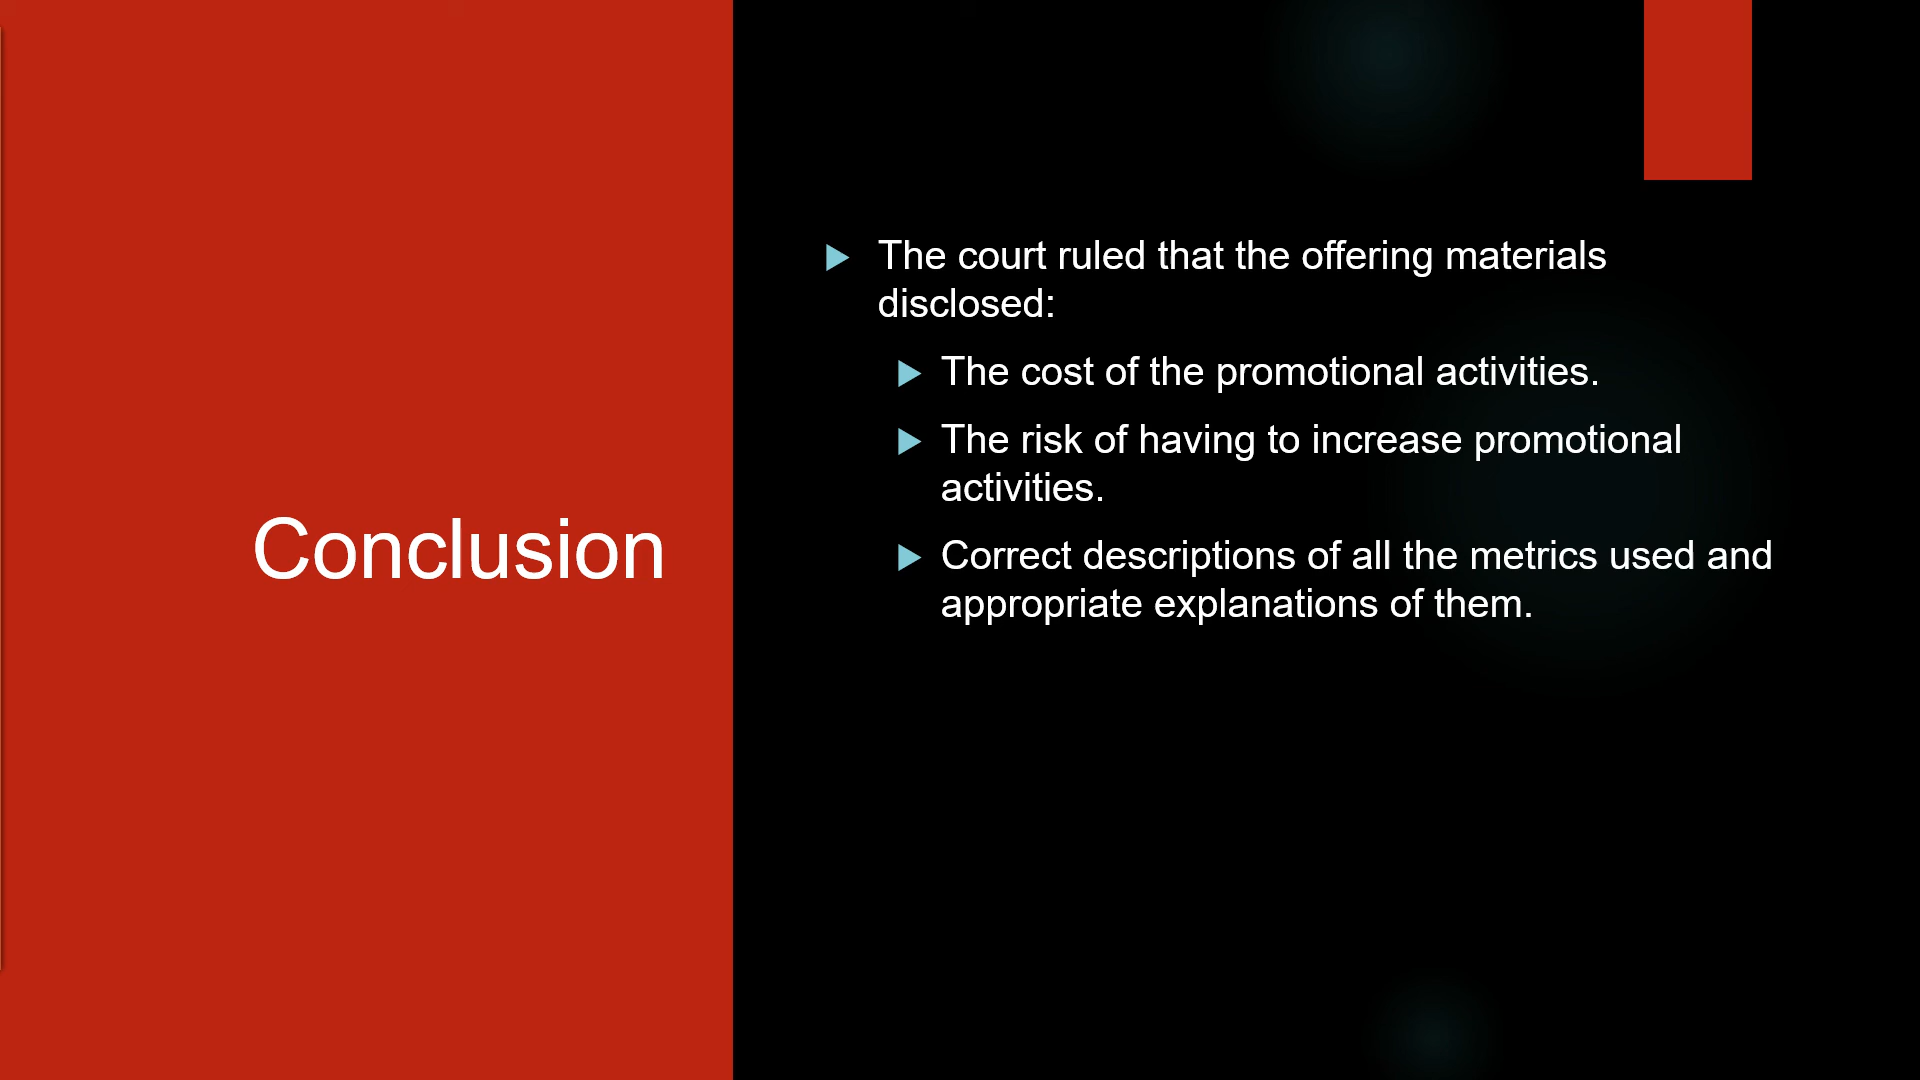 Conclusion
The court ruled that the offering materials
disclosed:
The cost of the promotional activities.
The risk of having to increase promotional
activities.
Correct descriptions of all the metrics used and
appropriate explanations of them.